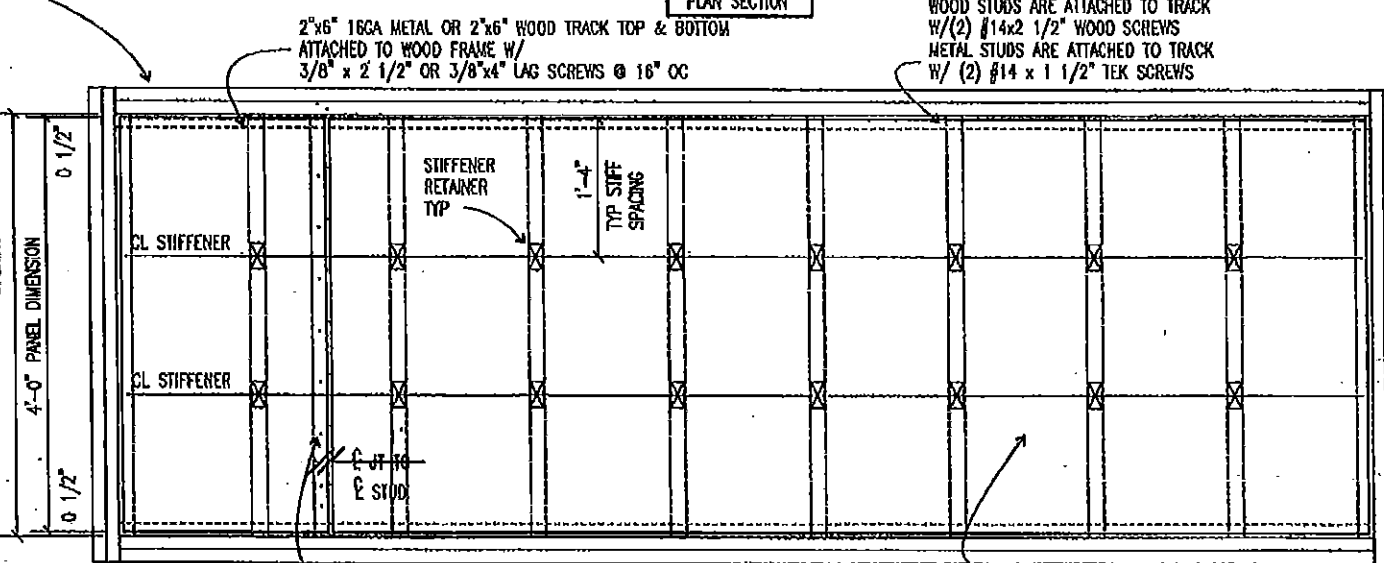 PLAN SECTION
2"x6" 16GA METAL OR 2"x6" WOOD TRACK TOP & BOTTOM
ATTACHED TO WOOD FRAME W/
3/8" x 2 1/2" OR 3/8"x4" LAG SCREWS @ 16" OC
WOOD STUDS ARE ATTACHED TO TRACK
W/(2) #14x2 1/2" WOOD SCREWS
METAL STUDS ARE ATTACHED TO TRACK
W/ (2) #14 x 1 1/2" TEK SCREWS
0 1/2"
4'-0" PANEL DIMENSION
0 1/2"
STIFFENER
RETAINER
TYP
1'-4"
TYP STIFF
SPACING
CL STIFFENER
CL STIFFENER
℄ JT TO
℄ STUD